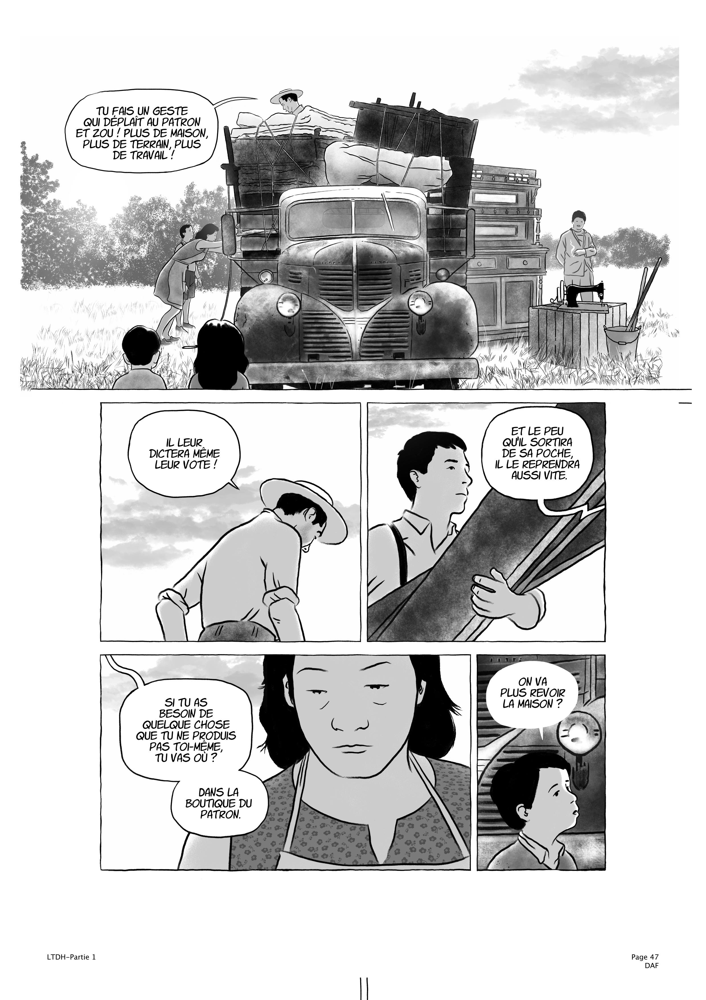 TU FAIS UN GESTE
QUI DÉPLAÎT AU PATRON
ET ZOU ! PLUS DE MAISON,
PLUS DE TERRAIN, PLUS
DE TRAVAIL !
IL LEUR
DICTERA MÊME
LEUR VOTE !
ET LE PEU
QU'IL SORTIRA
DE SA POCHE,
IL LE REPRENDRA
AUSSI VITE.
SI TU AS
BESOIN DE
QUELQUE CHOSE
QUE TU NE PRODUIS
PAS TOI-MÊME,
TU VAS OÙ ?
DANS LA
BOUTIQUE DU
PATRON.
ON VA
PLUS REVOIR
LA MAISON ?
LTDH-Partie 1
Page 47
DAF